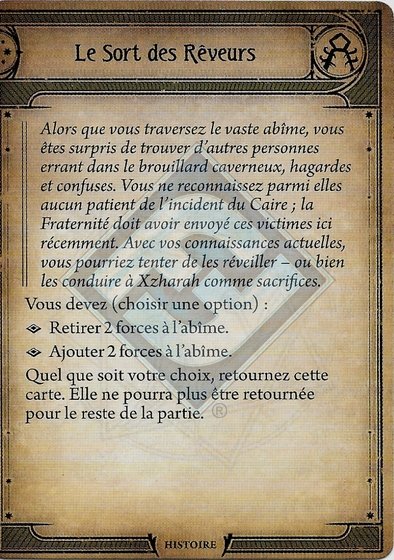 Le Sort des Rêveurs
Alors que vous traversez le vaste abîme, vous
êtes surpris de trouver d'autres personnes
errant dans le brouillard caverneux, hagardes
et confuses. Vous ne reconnaissez parmi elles
aucun patient de l'incident du Caire ; la
Fraternité doit avoir envoyé ces victimes ici
récemment. Avec vos connaissances actuelles,
vous pourriez tenter de les réveiller – ou bien
les conduire à Xzharah comme sacrifices.
Vous devez (choisir une option) :
Retirer 2 forces à l'abîme.
Ajouter 2 forces à l'abîme.
Quel que soit votre choix, retournez cette
carte. Elle ne pourra plus être retournée
pour le reste de la partie.
®
HISTOIRE